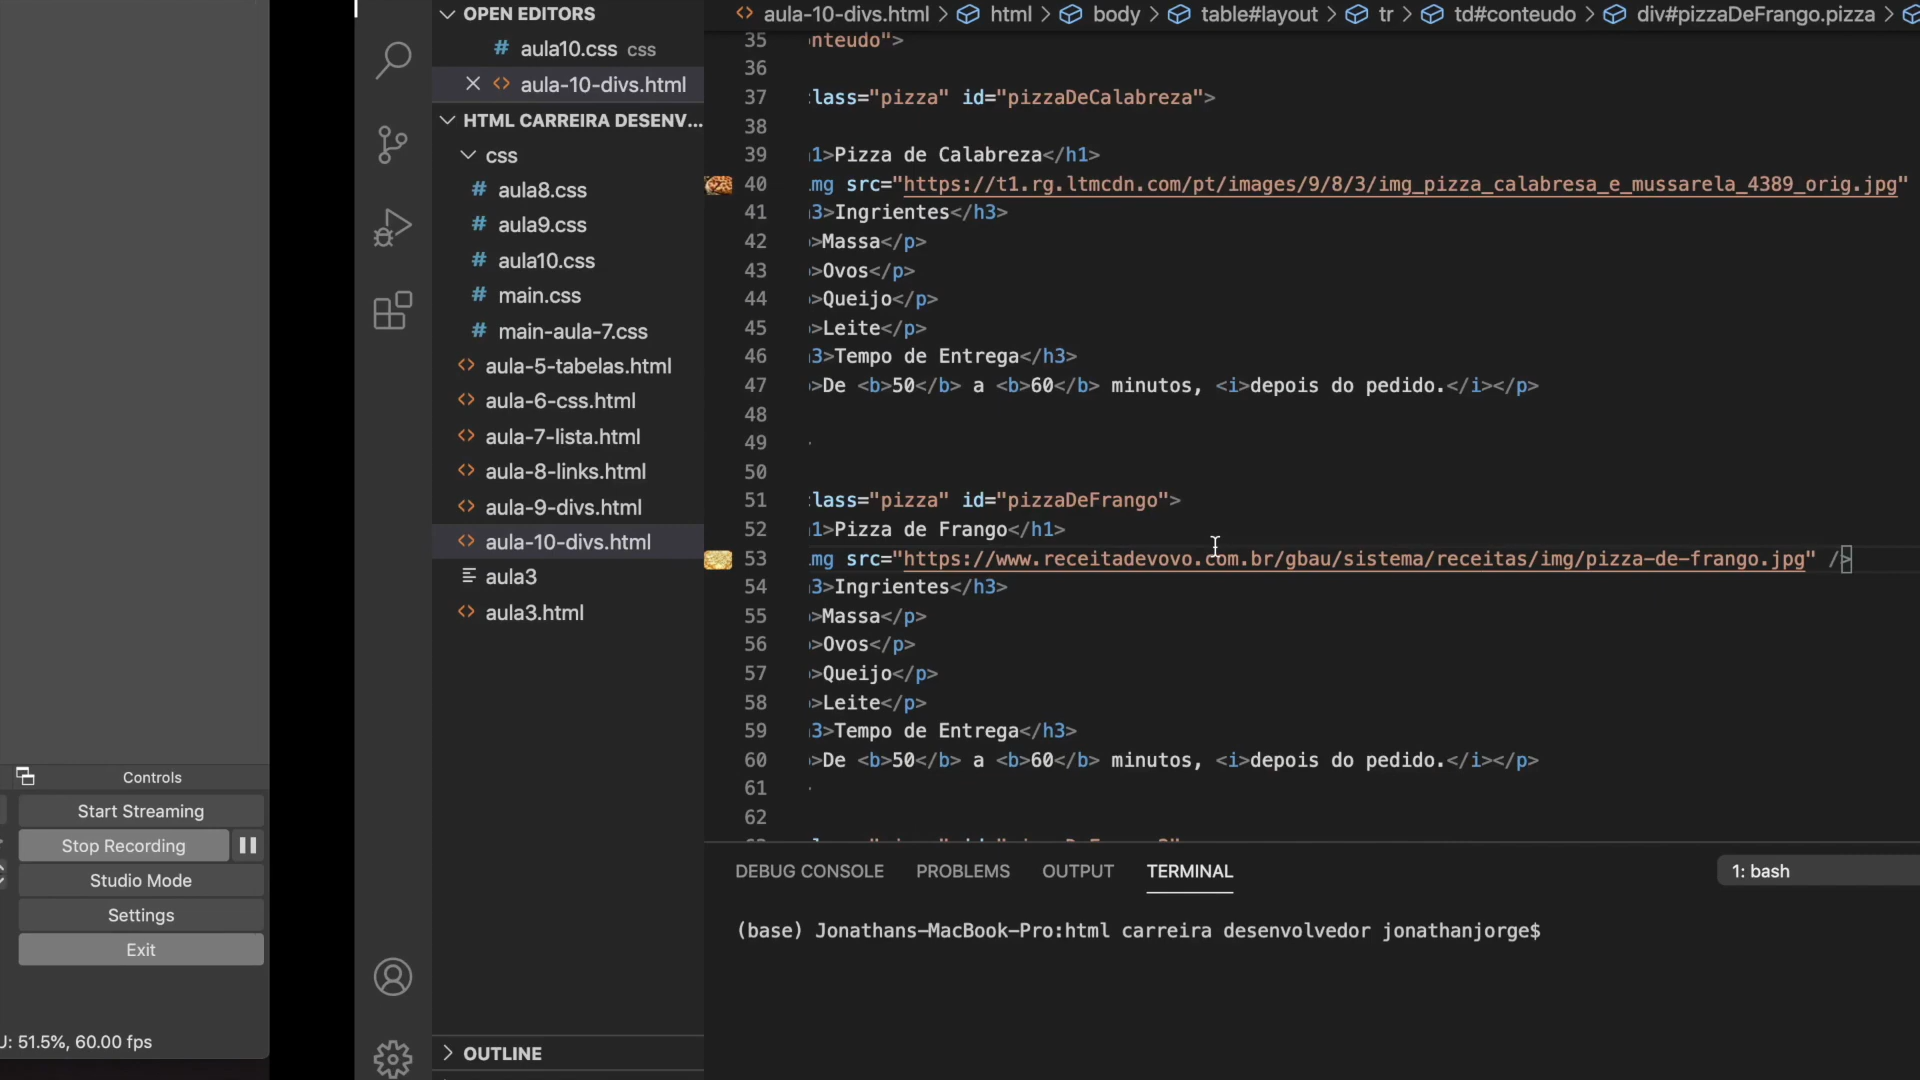 Controls
Start Streaming
Stop Recording
Studio Mode
Settings
Exit
51.5%, 60.00 fps
OPEN EDITORS
aula10.css css
aula-10-divs.html
HTML CARREIRA DESENV...
css
aula8.css
aula9.css
aula10.css
main.css
main-aula-7.css
aula-5-tabelas.html
aula-6-css.html
aula-7-lista.html
aula-8-links.html
aula-9-divs.html
aula-10-divs.html
aula3
aula3.html
OUTLINE
aula-10-divs.html > html > body > table#layout > tr > td#conteudo > div#pizzaDeFrango.pizza >
35 nteudo">
36
37 lass="pizza" id="pizzaDeCalabreza">
38
39 1>Pizza de Calabreza</h1>
40 mg src="https://t1.rg.ltmcdn.com/pt/images/9/8/3/img_pizza_calabresa_e_mussarela_4389_orig.jpg"
41 3>Ingrientes</h3>
42 >Massa</p>
43 >Ovos</p>
44 >Queijo</p>
45 >Leite</p>
46 3>Tempo de Entrega</h3>
47 >De <b>50</b> a <b>60</b> minutos, <i>depois do pedido.</i></p>
48
49
50
51 lass="pizza" id="pizzaDeFrango">
52 1>Pizza de Frango</h1>
53 mg src="https://www.receitadevovo.com.br/gbau/sistema/receitas/img/pizza-de-frango.jpg" />
54 3>Ingrientes</h3>
55 >Massa</p>
56 >Ovos</p>
57 >Queijo</p>
58 >Leite</p>
59 3>Tempo de Entrega</h3>
60 >De <b>50</b> a <b>60</b> minutos, <i>depois do pedido.</i></p>
61
62
DEBUG CONSOLE PROBLEMS OUTPUT TERMINAL 1: bash
(base) Jonathans-MacBook-Pro:html carreira desenvolvedor jonathanjorge$